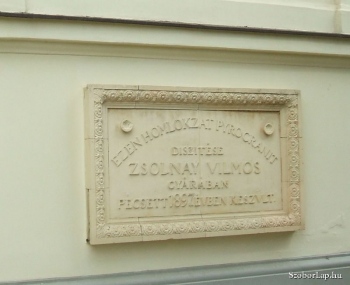 EZEN HOMLOKZAT PYROGRANIT
DISZITÉSE
ZSOLNAY VILMOS
GYÁRÁBAN
PÉCSETT 1897 ÉVBEN KÉSZÜLT.
SzoborLap.hu